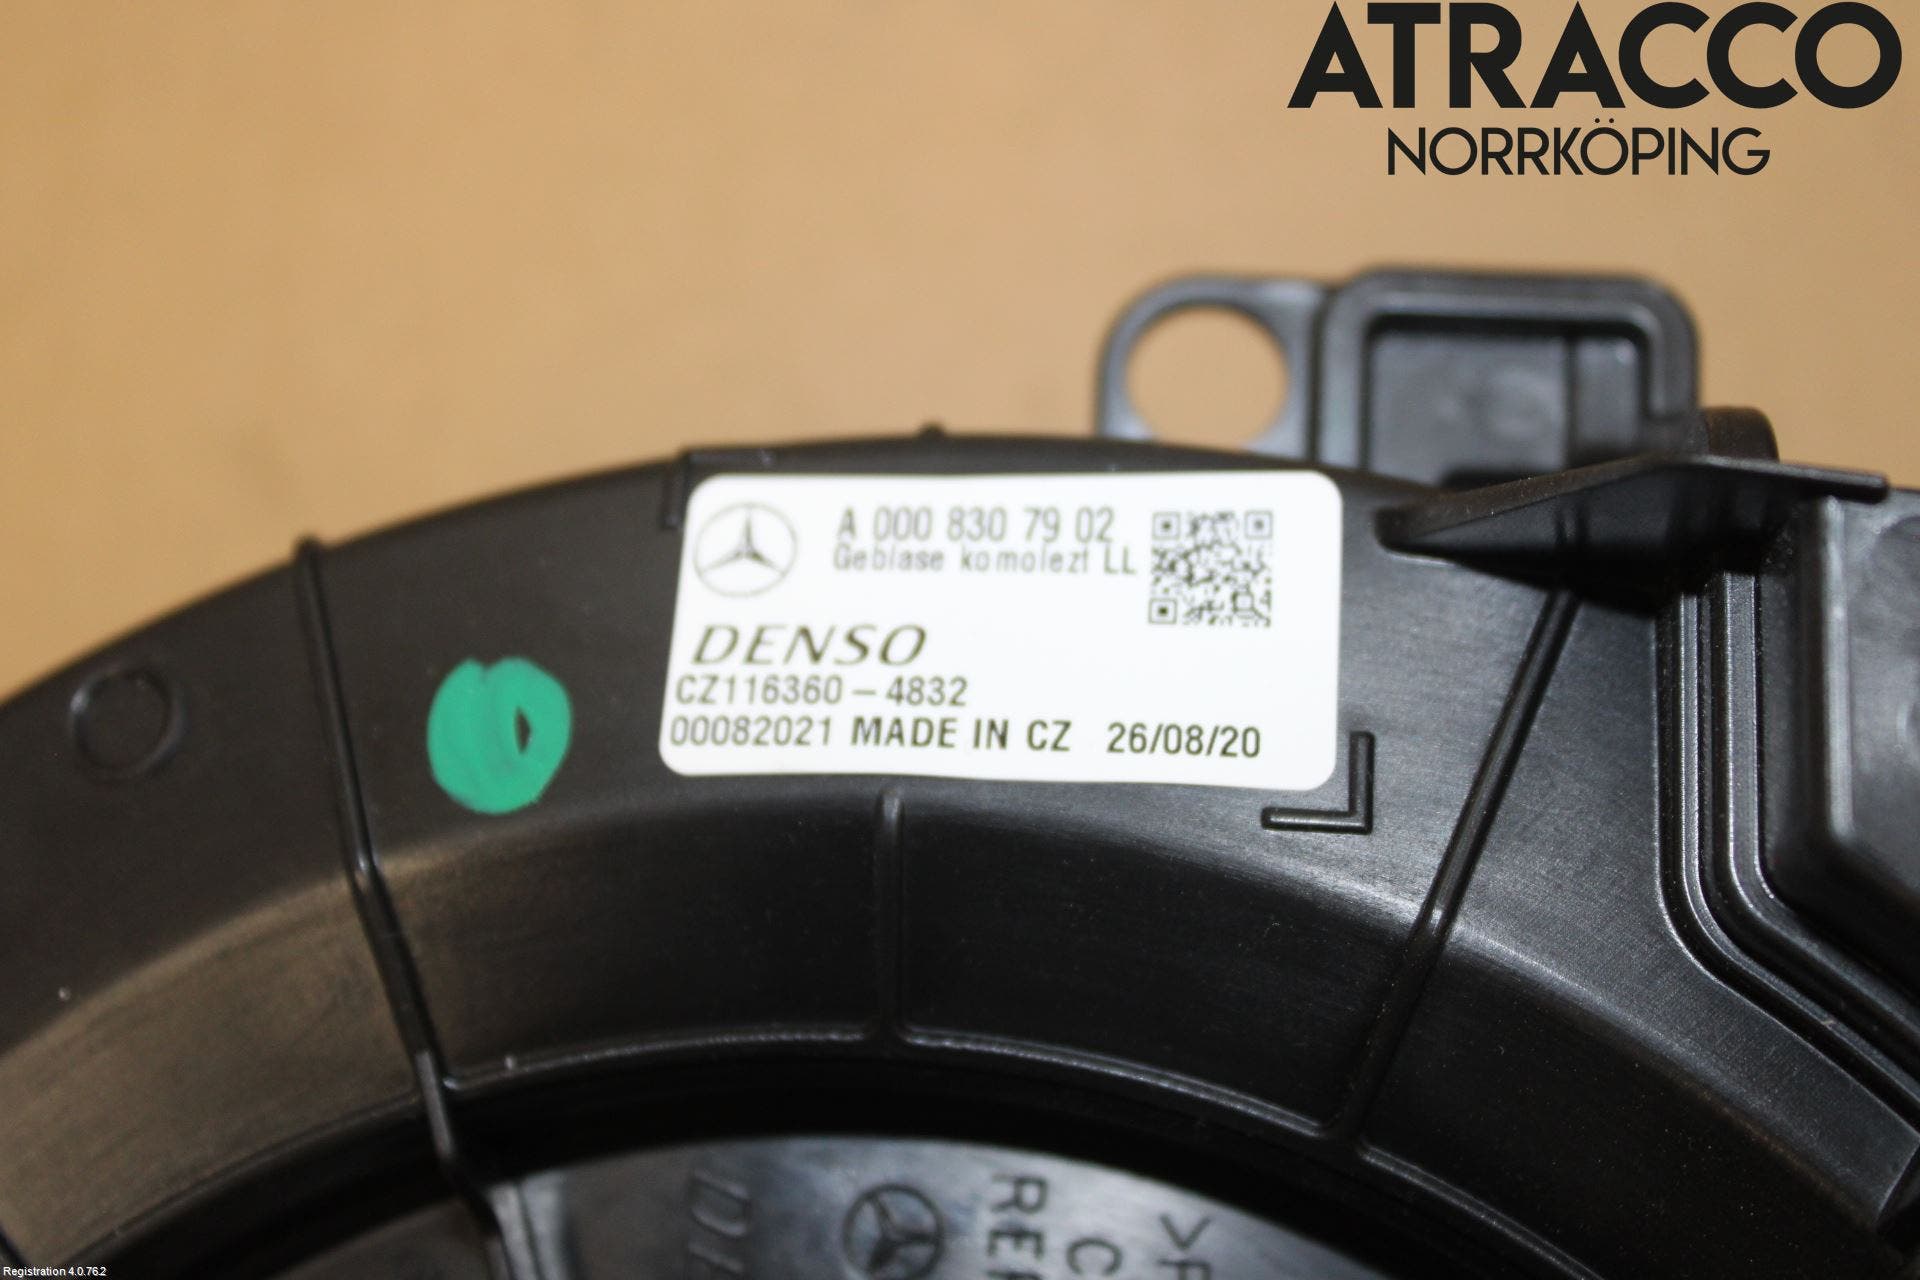 ATRACCO
NORRKÖPING
A 000 830 79 02
Geblase komolezt LL
DENSO
CZ116360-4832
00082021 MADE IN CZ 26/08/20
Registration 4.0.76.2